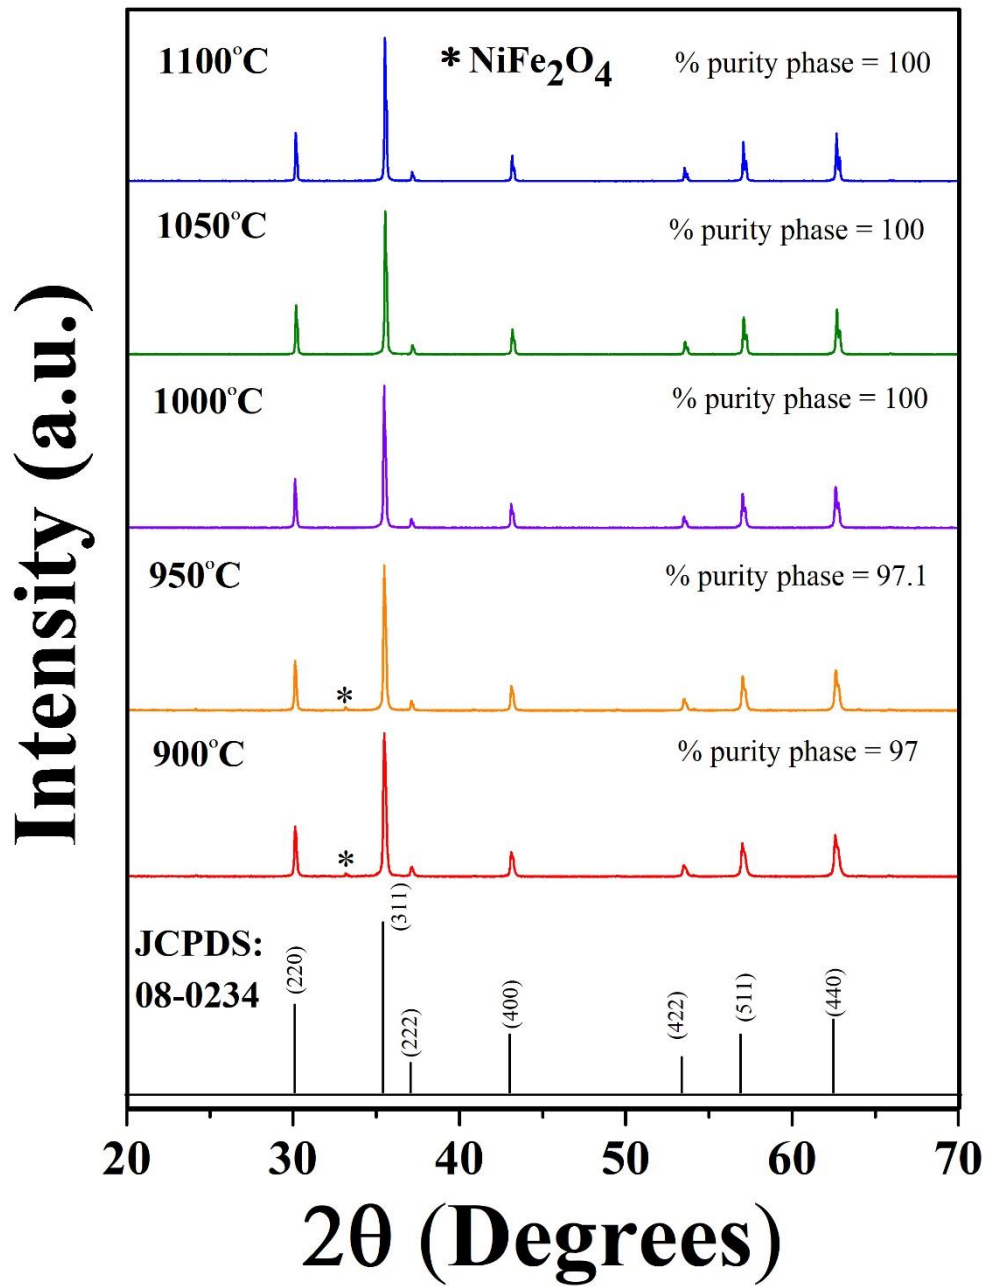 1100°C
* NiFe₂O₄
% purity phase = 100
1050°C
% purity phase = 100
1000°C
% purity phase = 100
950°C
% purity phase = 97.1
*
900°C
% purity phase = 97
*
JCPDS:
08-0234
(220)
(311)
(222)
(400)
(422)
(511)
(440)
20 30 40 50 60 70
2θ (Degrees)
Intensity (a.u.)